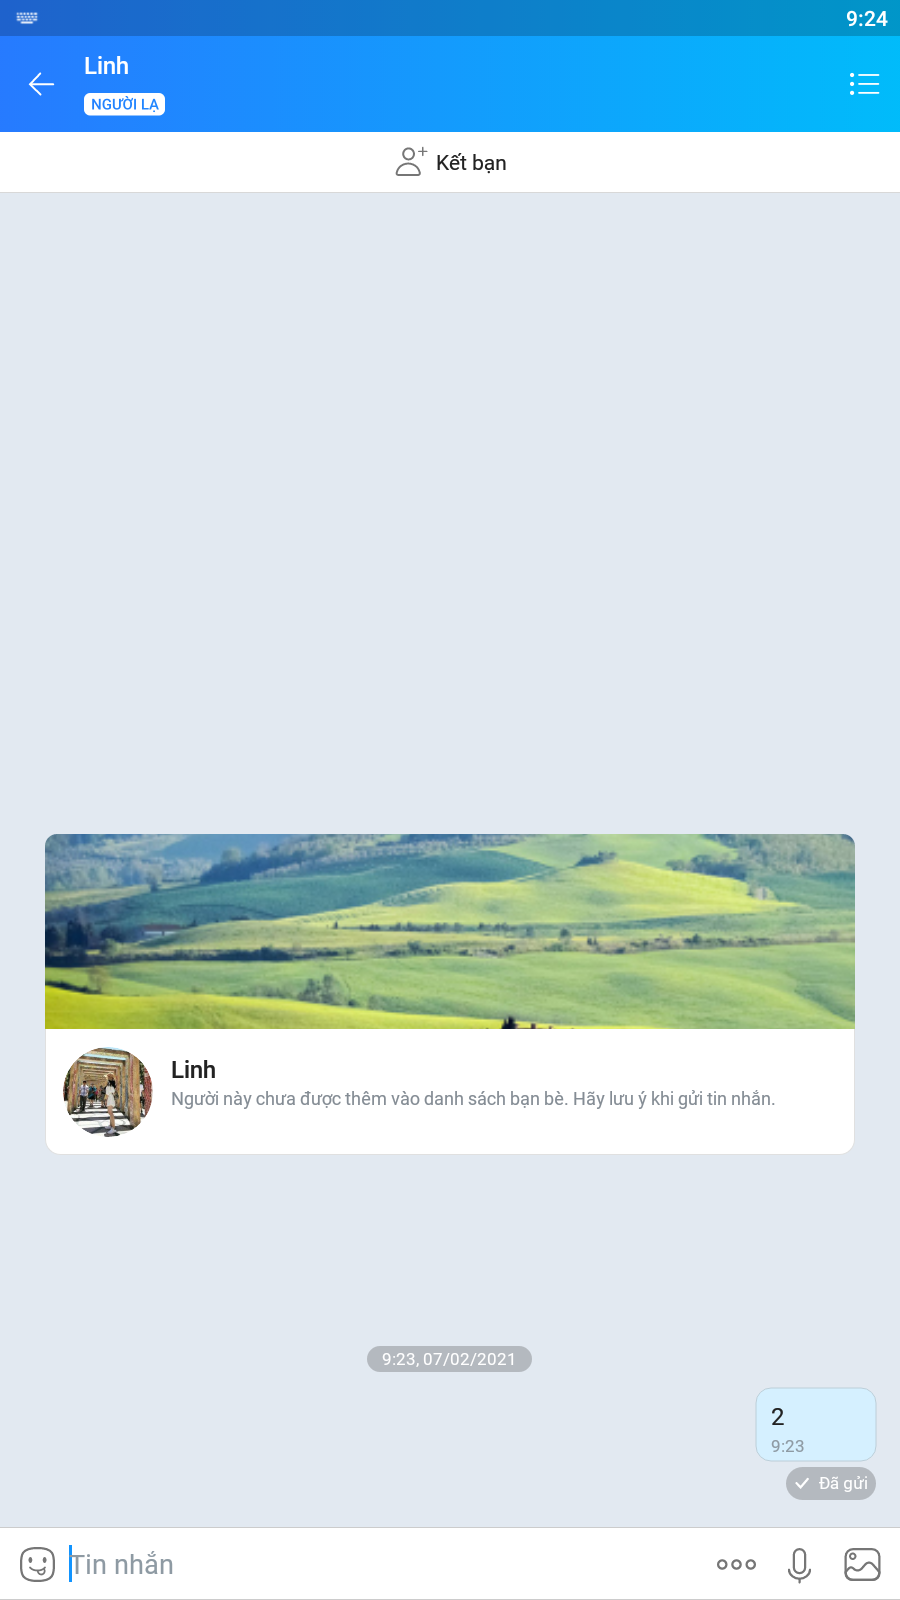 9:24
Linh
NGƯỜI LẠ
Kết bạn
Linh
Người này chưa được thêm vào danh sách bạn bè. Hãy lưu ý khi gửi tin nhắn.
9:23, 07/02/2021
2
9:23
Đã gửi
Tin nhắn